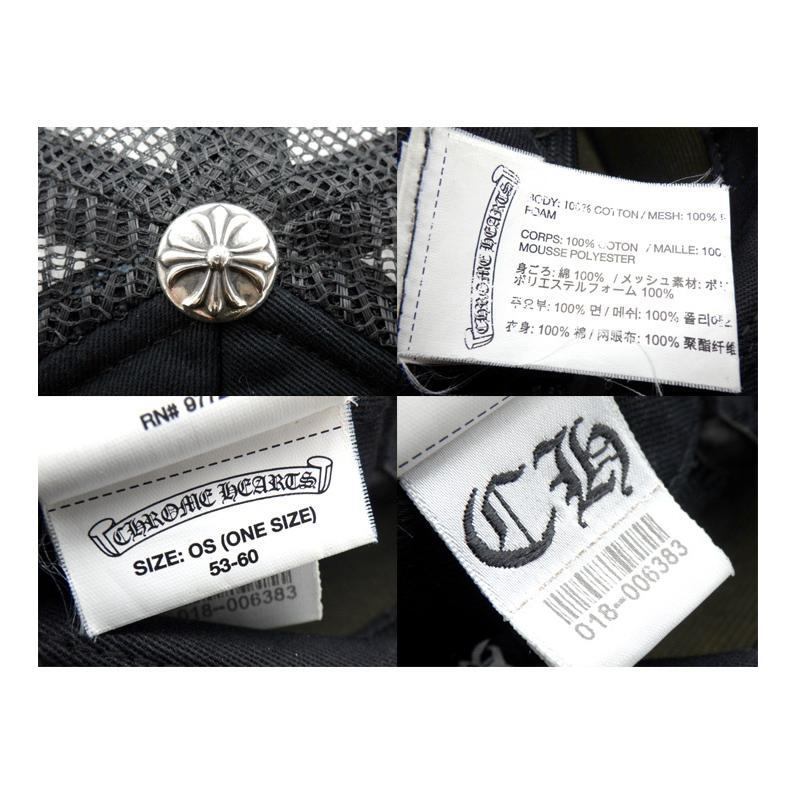 CHROME HEARTS
BODY: 100% COTTON / MESH: 100%
FOAM
CORPS: 100% COTON / MAILLE: 100
MOUSSE POLYESTER
身ごろ: 綿 100% / メッシュ素材: ポリ
ポリエステルフォーム 100%
주요부: 100% 면 / 메쉬: 100% 폴리에스
衣身: 100% 棉 / 网眼布: 100% 聚酯纤维
RN# 977
CHROME HEARTS
SIZE: OS (ONE SIZE)
53-60
018-006383
CH
018-006383